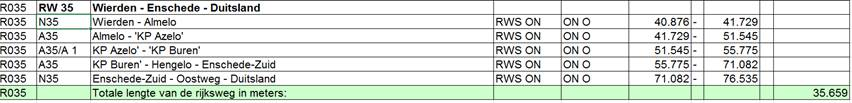 R035 RW 35 Wierden - Enschede - Duitsland
R035 N35 Wierden - Almelo RWS ON ON O 40.876 - 41.729
R035 A35 Almelo - 'KP Azelo' RWS ON ON O 41.729 - 51.545
R035 A35/A 1 KP Azelo' - 'KP Buren' RWS ON ON O 51.545 - 55.775
R035 A35 KP Buren' - Hengelo - Enschede-Zuid RWS ON ON O 55.775 - 71.082
R035 N35 Enschede-Zuid - Oostweg - Duitsland RWS ON ON O 71.082 - 76.535
R035 Totale lengte van de rijksweg in meters: 35.659